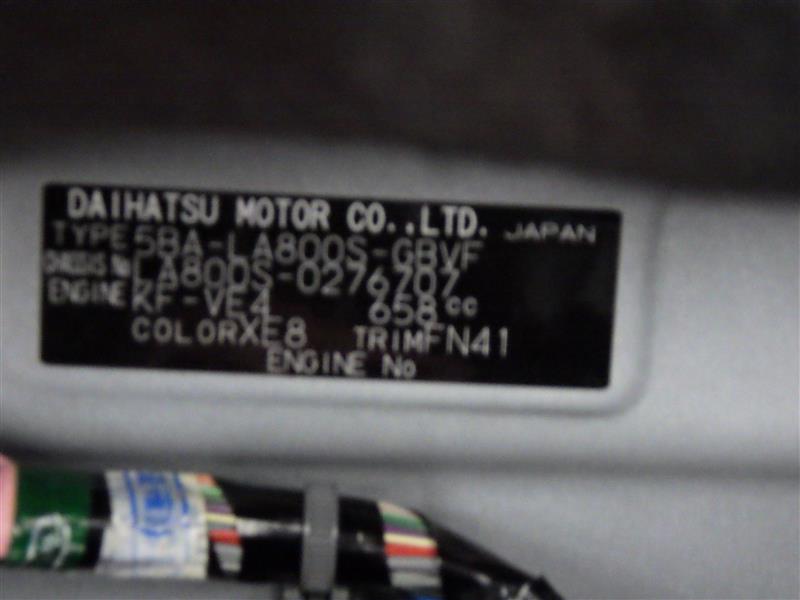 DAIHATSU MOTOR CO.,LTD. JAPAN
TYPE 5BA-LA800S-GBVF
CHASSIS No LA800S-0276707
ENGINE KF-VE4 658cc
COLOR XE8 TRIM FN41
ENGINE No